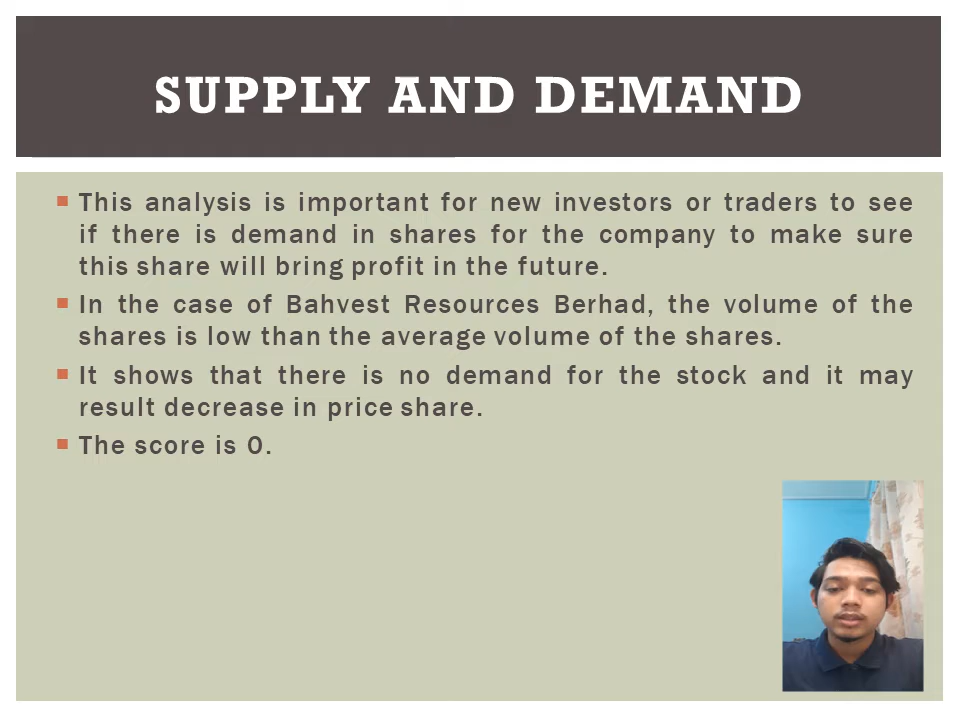 SUPPLY AND DEMAND
This analysis is important for new investors or traders to see
if there is demand in shares for the company to make sure
this share will bring profit in the future.
In the case of Bahvest Resources Berhad, the volume of the
shares is low than the average volume of the shares.
It shows that there is no demand for the stock and it may
result decrease in price share.
The score is 0.